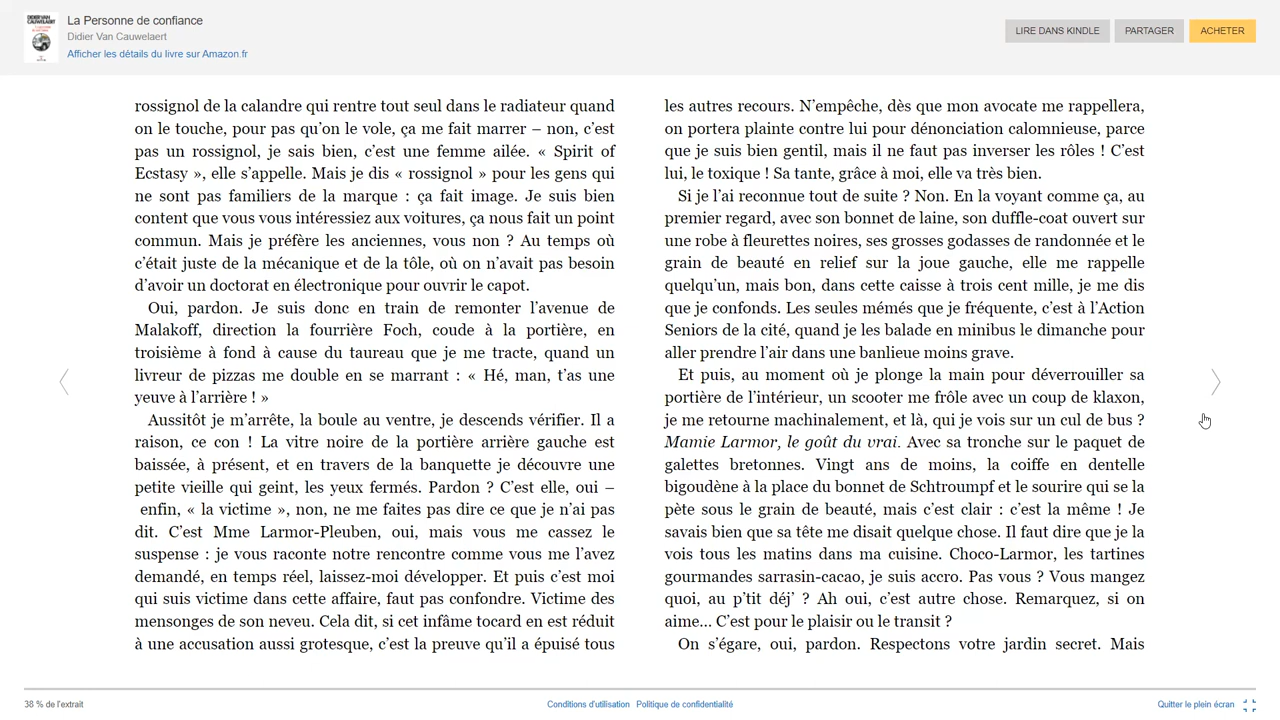 La Personne de confiance
Didier Van Cauwelaert
Afficher les détails du livre sur Amazon.fr
LIRE DANS KINDLE
PARTAGER
ACHETER
rossignol de la calandre qui rentre tout seul dans le radiateur quand
on le touche, pour pas qu’on le vole, ça me fait marrer – non, c’est
pas un rossignol, je sais bien, c’est une femme ailée. « Spirit of
Ecstasy », elle s’appelle. Mais je dis « rossignol » pour les gens qui
ne sont pas familiers de la marque : ça fait image. Je suis bien
content que vous vous intéressiez aux voitures, ça nous fait un point
commun. Mais je préfère les anciennes, vous non ? Au temps où
c’était juste de la mécanique et de la tôle, où on n’avait pas besoin
d’avoir un doctorat en électronique pour ouvrir le capot.
Oui, pardon. Je suis donc en train de remonter l’avenue de
Malakoff, direction la fourrière Foch, coude à la portière, en
troisième à fond à cause du taureau que je me tracte, quand un
livreur de pizzas me double en se marrant : « Hé, man, t’as une
yeuve à l’arrière ! »
Aussitôt je m’arrête, la boule au ventre, je descends vérifier. Il a
raison, ce con ! La vitre noire de la portière arrière gauche est
baissée, à présent, et en travers de la banquette je découvre une
petite vieille qui geint, les yeux fermés. Pardon ? C’est elle, oui –
enfin, « la victime », non, ne me faites pas dire ce que je n’ai pas
dit. C’est Mme Larmor-Pleuben, oui, mais vous me cassez le
suspense : je vous raconte notre rencontre comme vous me l’avez
demandé, en temps réel, laissez-moi développer. Et puis c’est moi
qui suis victime dans cette affaire, faut pas confondre. Victime des
mensonges de son neveu. Cela dit, si cet infâme tocard en est réduit
à une accusation aussi grotesque, c’est la preuve qu’il a épuisé tous
les autres recours. N’empêche, dès que mon avocate me rappellera,
on portera plainte contre lui pour dénonciation calomnieuse, parce
que je suis bien gentil, mais il ne faut pas inverser les rôles ! C’est
lui, le toxique ! Sa tante, grâce à moi, elle va très bien.
Si je l’ai reconnue tout de suite ? Non. En la voyant comme ça, au
premier regard, avec son bonnet de laine, son duffle-coat ouvert sur
une robe à fleurettes noires, ses grosses godasses de randonnée et le
grain de beauté en relief sur la joue gauche, elle me rappelle
quelqu’un, mais bon, dans cette caisse à trois cent mille, je me dis
que je confonds. Les seules mémés que je fréquente, c’est à l’Action
Seniors de la cité, quand je les balade en minibus le dimanche pour
aller prendre l’air dans une banlieue moins grave.
Et puis, au moment où je plonge la main pour déverrouiller sa
portière de l’intérieur, un scooter me frôle avec un coup de klaxon,
je me retourne machinalement, et là, qui je vois sur un cul de bus ?
Mamie Larmor, le goût du vrai. Avec sa tronche sur le paquet de
galettes bretonnes. Vingt ans de moins, la coiffe en dentelle
bigoudène à la place du bonnet de Schtroumpf et le sourire qui se la
pète sous le grain de beauté, mais c’est clair : c’est la même ! Je
savais bien que sa tête me disait quelque chose. Il faut dire que je la
vois tous les matins dans ma cuisine. Choco-Larmor, les tartines
gourmandes sarrasin-cacao, je suis accro. Pas vous ? Vous mangez
quoi, au p’tit déj’ ? Ah oui, c’est autre chose. Remarquez, si on
aime… C’est pour le plaisir ou le transit ?
On s’égare, oui, pardon. Respectons votre jardin secret. Mais
38 % de l'extrait
Conditions d'utilisation
Politique de confidentialité
Quitter le plein écran